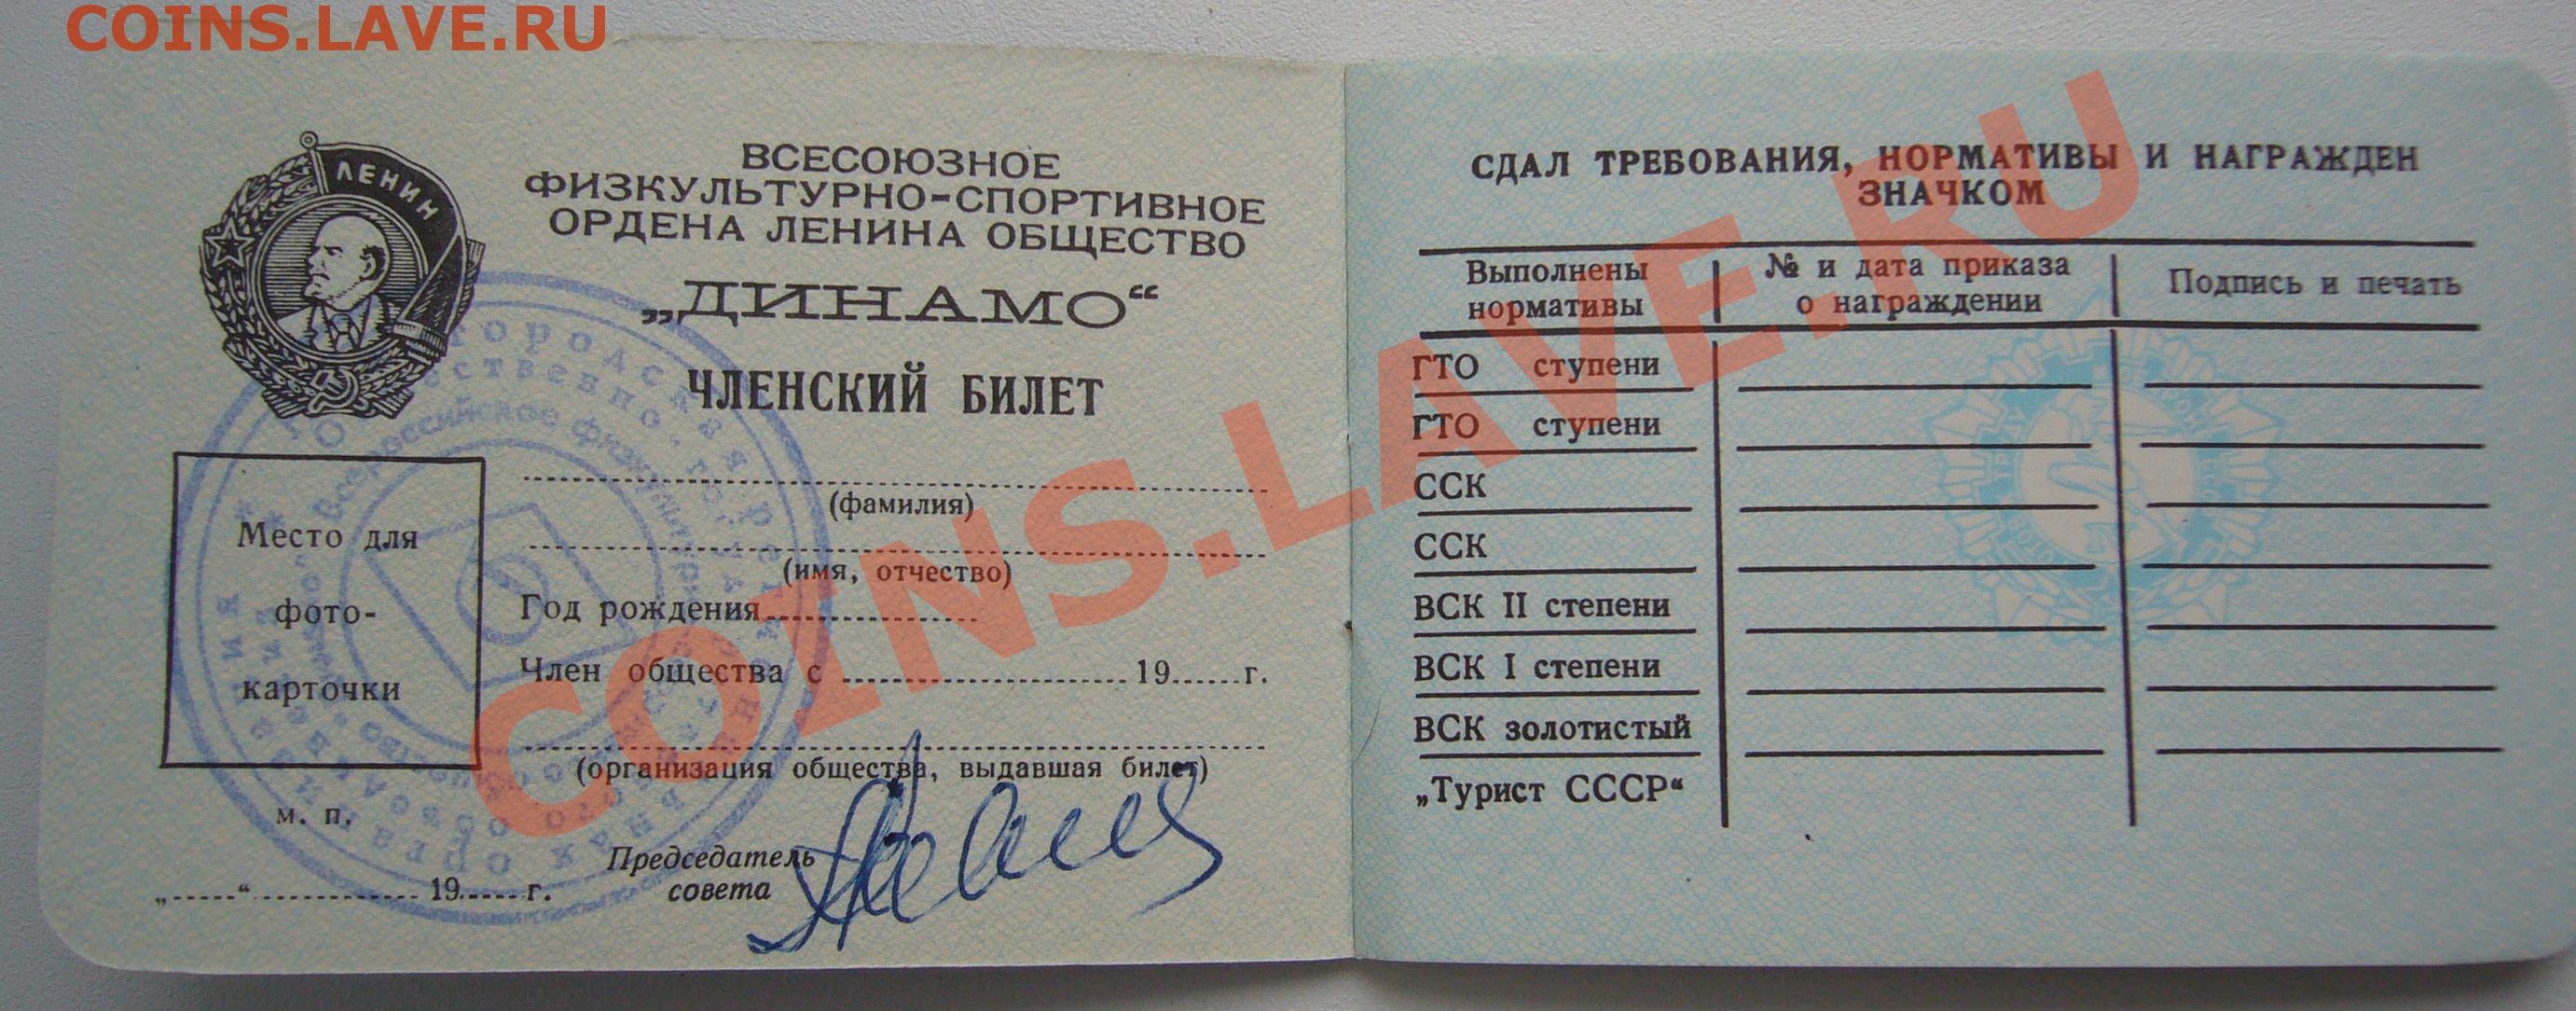 COINS.LAVE.RU
ЛЕНИН
ВСЕСОЮЗНОЕ
ФИЗКУЛЬТУРНО-СПОРТИВНОЕ
ОРДЕНА ЛЕНИНА ОБЩЕСТВО
„ДИНАМО“
ЧЛЕНСКИЙ БИЛЕТ
Место для
фото-
карточки
м. п.
(фамилия)
(имя, отчество)
Год рождения
Член общества с 19 г.
(организация общества, выдавшая билет)
Председатель
совета
„ “ 19 г.
СДАЛ ТРЕБОВАНИЯ, НОРМАТИВЫ И НАГРАЖДЕН
ЗНАЧКОМ
Выполнены
нормативы
№ и дата приказа
о награждении
Подпись и печать
ГТО ступени
ГТО ступени
ССК
ССК
ВСК II степени
ВСК I степени
ВСК золотистый
„Турист СССР“
COINS.LAVE.RU